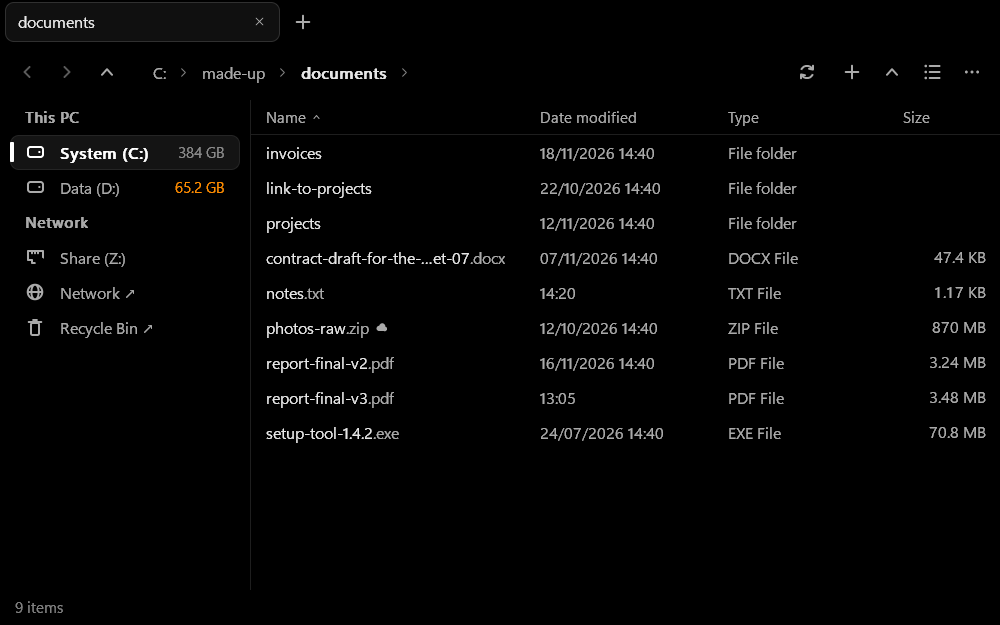 documents
C: made-up documents
This PC
System (C:) 384 GB
Data (D:) 65.2 GB
Network
Share (Z:)
Network
Recycle Bin
Name Date modified Type Size
invoices 18/11/2026 14:40 File folder
link-to-projects 22/10/2026 14:40 File folder
projects 12/11/2026 14:40 File folder
contract-draft-for-the-...et-07.docx 07/11/2026 14:40 DOCX File 47.4 KB
notes.txt 14:20 TXT File 1.17 KB
photos-raw.zip 12/10/2026 14:40 ZIP File 870 MB
report-final-v2.pdf 16/11/2026 14:40 PDF File 3.24 MB
report-final-v3.pdf 13:05 PDF File 3.48 MB
setup-tool-1.4.2.exe 24/07/2026 14:40 EXE File 70.8 MB
9 items